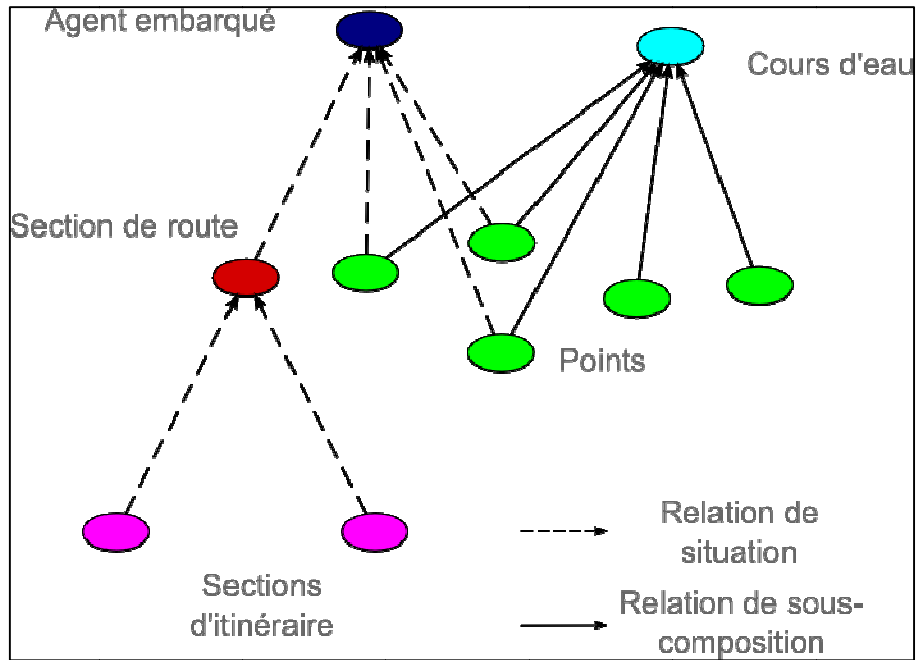 Agent embarqué
Cours d'eau
Section de route
Points
Relation de
situation
Sections
d'itinéraire
Relation de sous-
composition